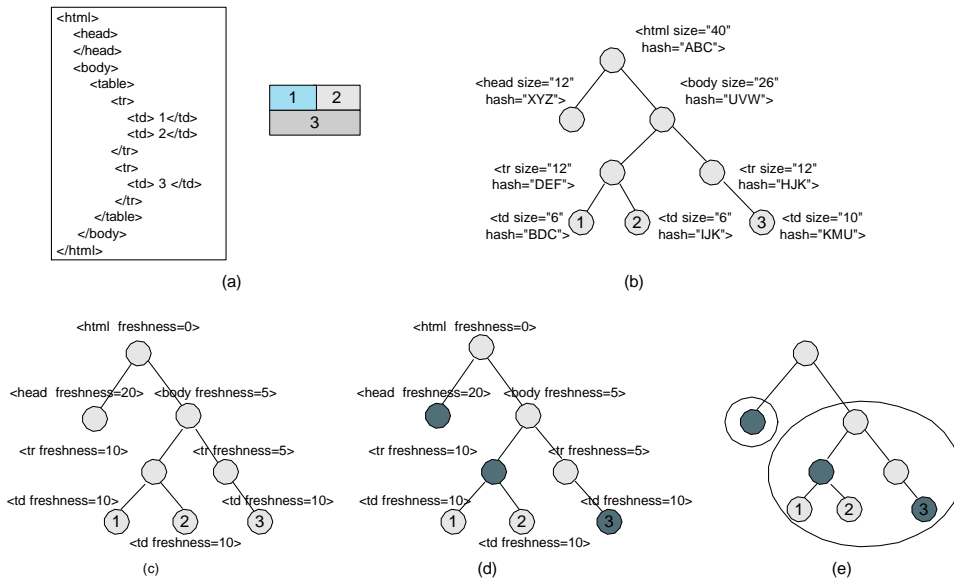 <html>
<head>
</head>
<body>
<table>
<tr>
<td> 1</td>
<td> 2</td>
</tr>
<tr>
<td> 3 </td>
</tr>
</table>
</body>
</html>
1 2
3
(a)
<html size="40"
hash="ABC">
<head size="12"
hash="XYZ">
<body size="26"
hash="UVW">
<tr size="12"
hash="DEF">
<tr size="12"
hash="HJK">
<td size="6"
hash="BDC">
1
2
<td size="6"
hash="IJK">
3
<td size="10"
hash="KMU">
(b)
<html freshness=0>
<head freshness=20>
<body freshness=5>
<tr freshness=10>
<tr freshness=5>
<td freshness=10>
<td freshness=10>
1 2 3
<td freshness=10>
(c)
<html freshness=0>
<head freshness=20>
<body freshness=5>
<tr freshness=10>
<tr freshness=5>
<td freshness=10>
<td freshness=10>
1 2 3
<td freshness=10>
(d)
1 2 3
(e)